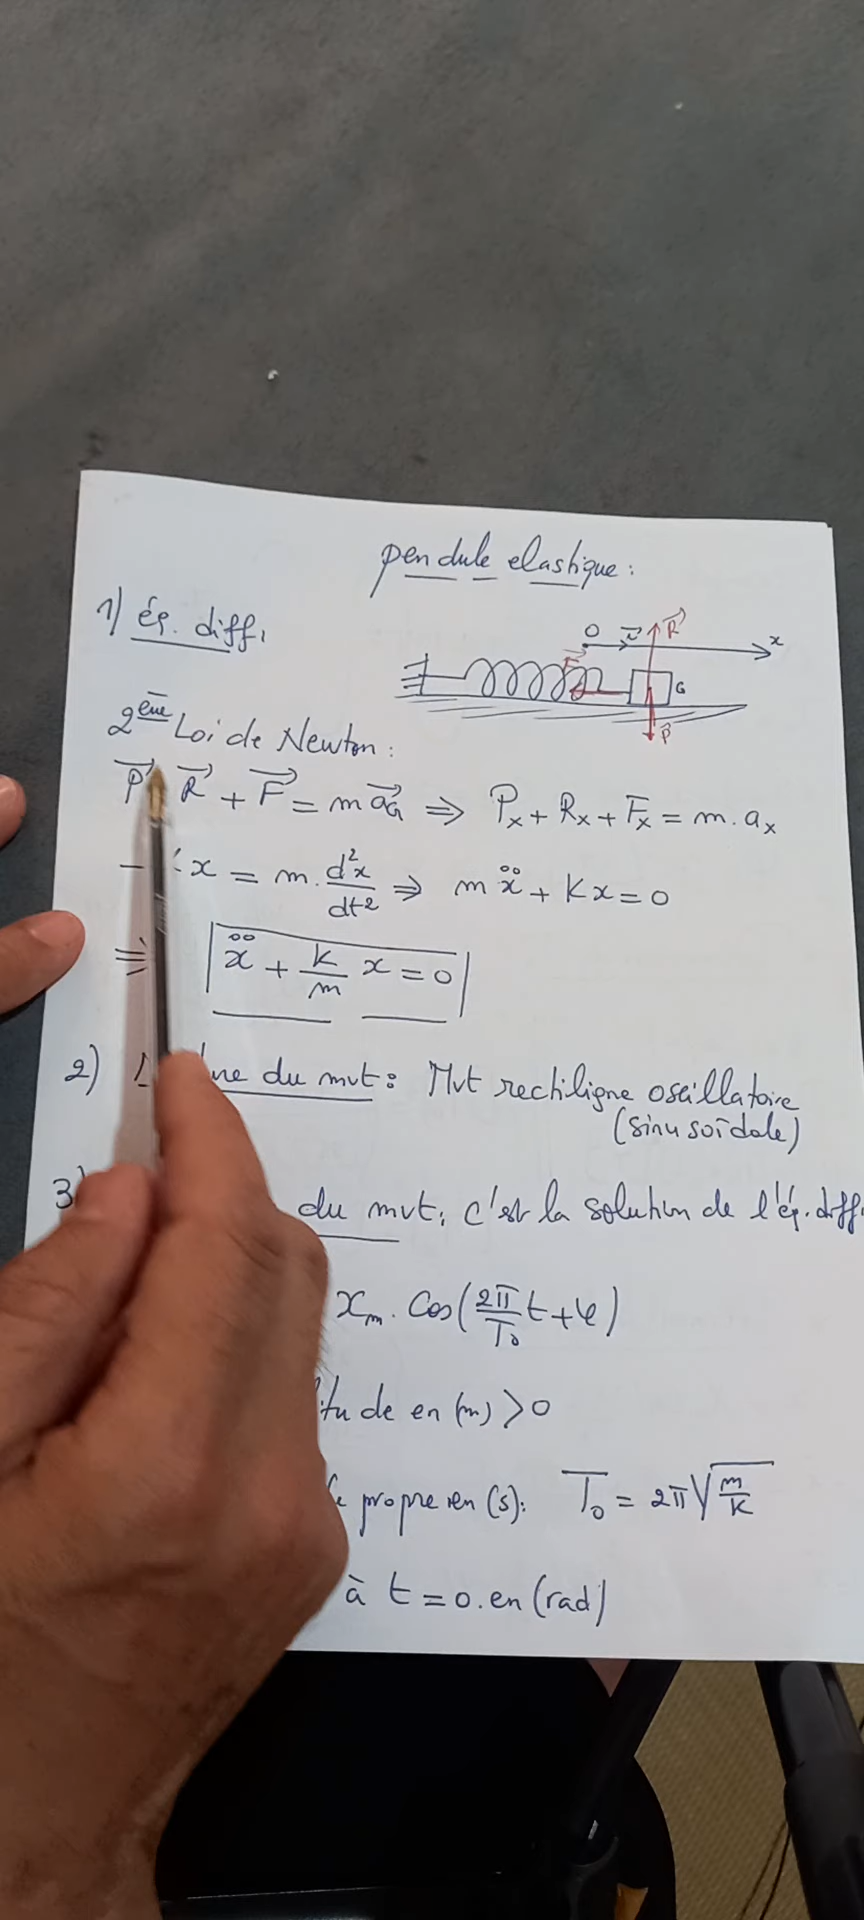 pendule elastique :
1) éq. diff.
O x
R
F
G
P
2ème Loi de Newton :
P R + F = m aG ⇒ Px + Rx + Fx = m. ax
- x = m. d²x/dt² ⇒ m ẍ + Kx = 0
⇒ ẍ + k/m x = 0
2) du mvt : Mvt rectiligne oscillatoire
(sinusoïdale)
3) du mvt, c'est la solution de l'éq. diff.
xm. Cos(2π/T₀ t + φ)
tude en (m) > 0
propre en (s) : T₀ = 2π√(m/K)
à t = 0. en (rad)